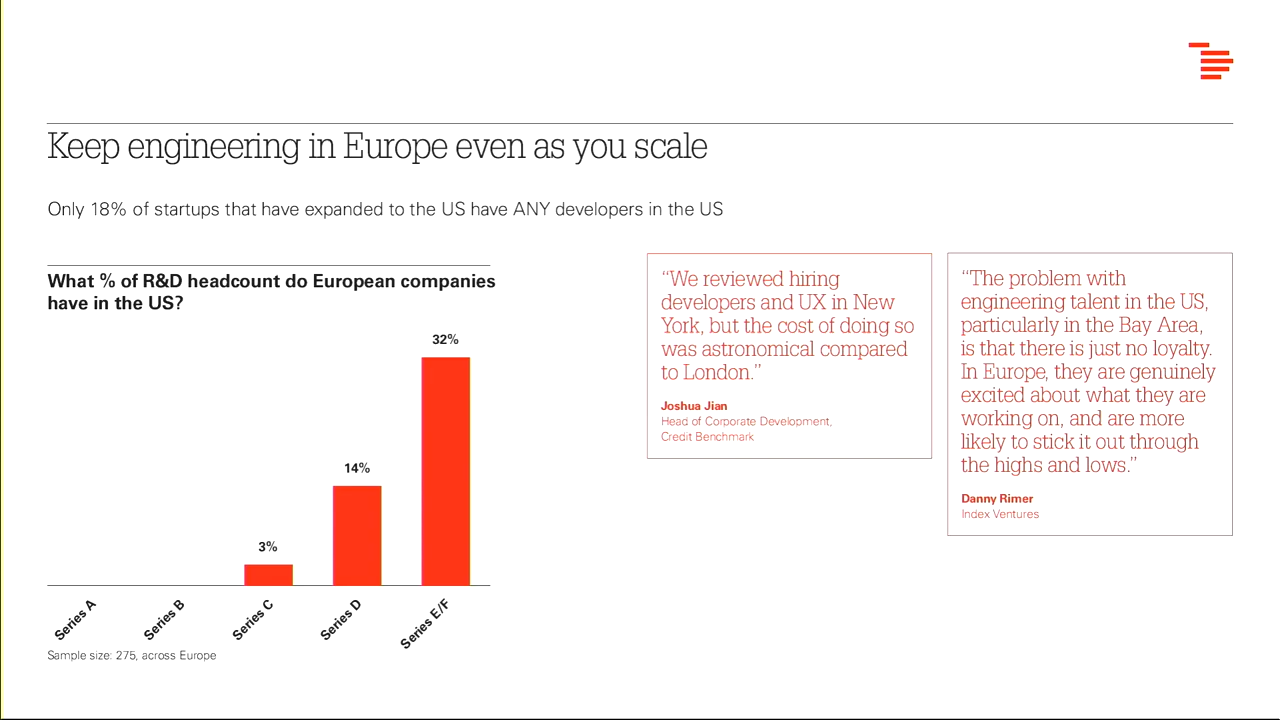 Keep engineering in Europe even as you scale
Only 18% of startups that have expanded to the US have ANY developers in the US
What % of R&D headcount do European companies
have in the US?
32%
14%
3%
Series A
Series B
Series C
Series D
Series E/F
Sample size: 275, across Europe
“We reviewed hiring
developers and UX in New
York, but the cost of doing so
was astronomical compared
to London.”
Joshua Jian
Head of Corporate Development,
Credit Benchmark
“The problem with
engineering talent in the US,
particularly in the Bay Area,
is that there is just no loyalty.
In Europe, they are genuinely
excited about what they are
working on, and are more
likely to stick it out through
the highs and lows.”
Danny Rimer
Index Ventures